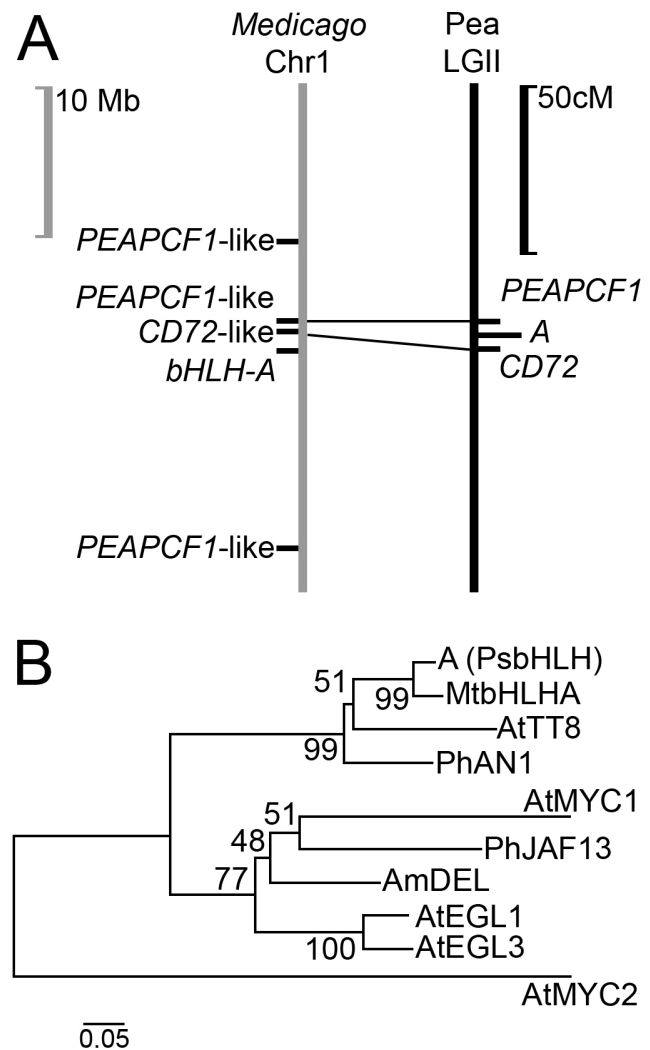 A
Medicago
Chr1
Pea
LGII
10 Mb
50cM
PEAPCF1-like
PEAPCF1-like
CD72-like
bHLH-A
PEAPCF1
A
CD72
PEAPCF1-like
B
A (PsbHLH)
51
99
MtbHLHA
AtTT8
99
PhAN1
AtMYC1
51
48
PhJAF13
77
AmDEL
AtEGL1
100
AtEGL3
AtMYC2
0.05